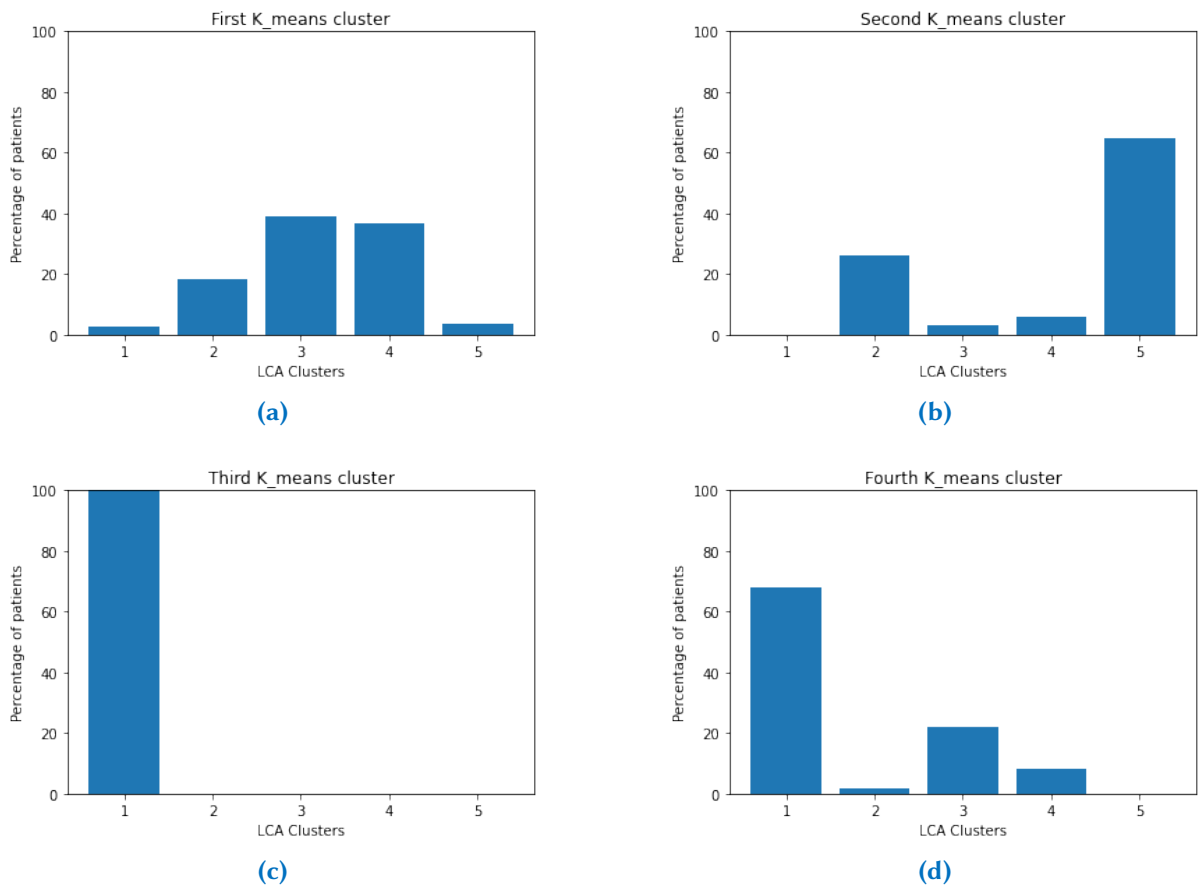 First K_means cluster
100
80
60
40
20
0
Percentage of patients
1 2 3 4 5
LCA Clusters
(a)
Second K_means cluster
100
80
60
40
20
0
Percentage of patients
1 2 3 4 5
LCA Clusters
(b)
Third K_means cluster
100
80
60
40
20
0
Percentage of patients
1 2 3 4 5
LCA Clusters
(c)
Fourth K_means cluster
100
80
60
40
20
0
Percentage of patients
1 2 3 4 5
LCA Clusters
(d)